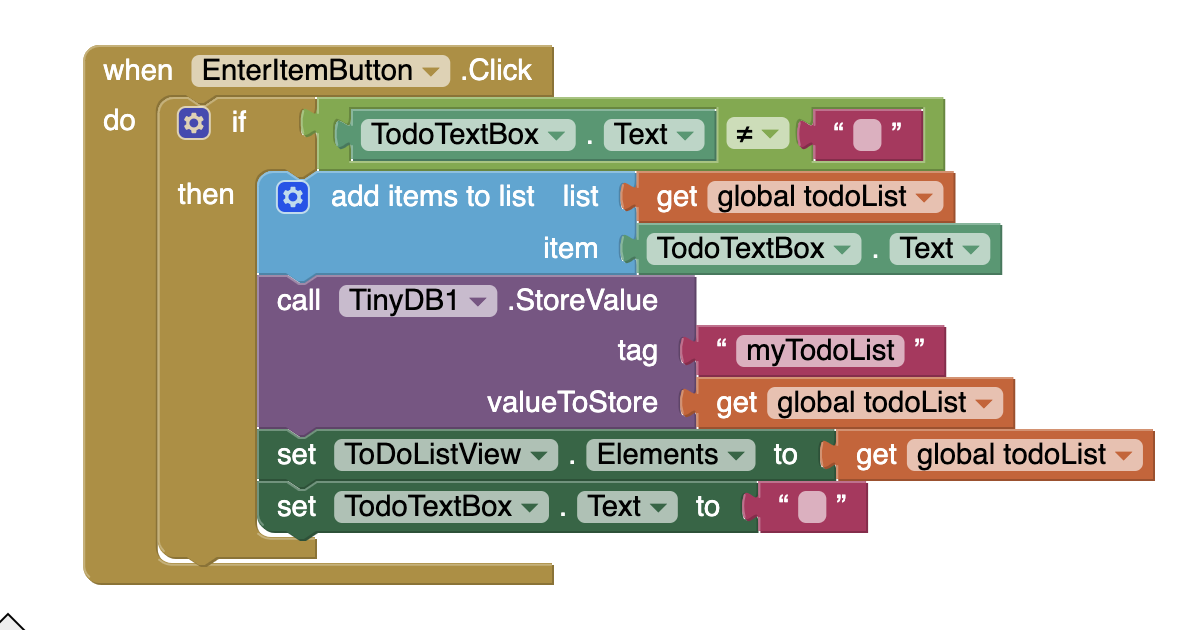 when EnterItemButton .Click
do if TodoTextBox . Text ≠ “ ”
then add items to list list get global todoList
item TodoTextBox . Text
call TinyDB1 .StoreValue
tag “ myTodoList ”
valueToStore get global todoList
set ToDoListView . Elements to get global todoList
set TodoTextBox . Text to “ ”